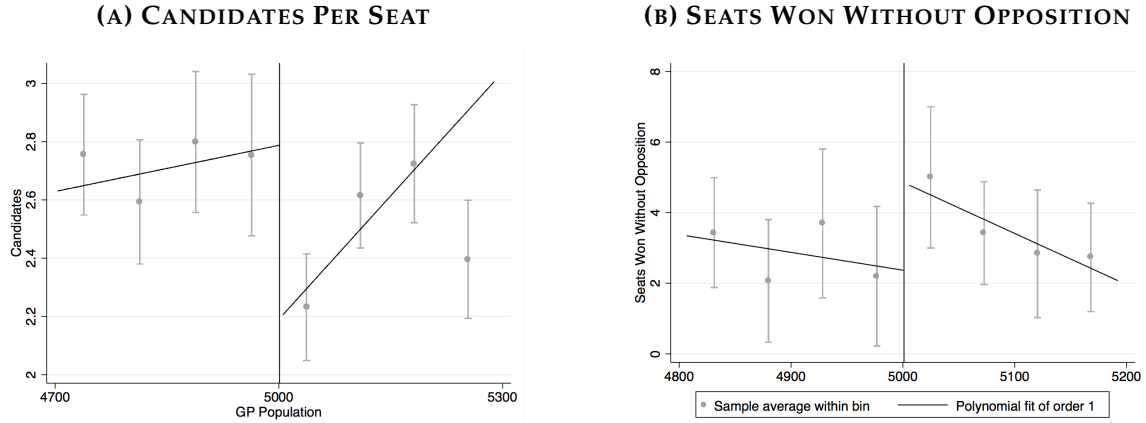 (A) CANDIDATES PER SEAT
Candidates
3
2.8
2.6
2.4
2.2
2
4700
5000
5300
GP Population
(B) SEATS WON WITHOUT OPPOSITION
Seats Won Without Opposition
8
6
4
2
0
4800
4900
5000
5100
5200
Sample average within bin
Polynomial fit of order 1